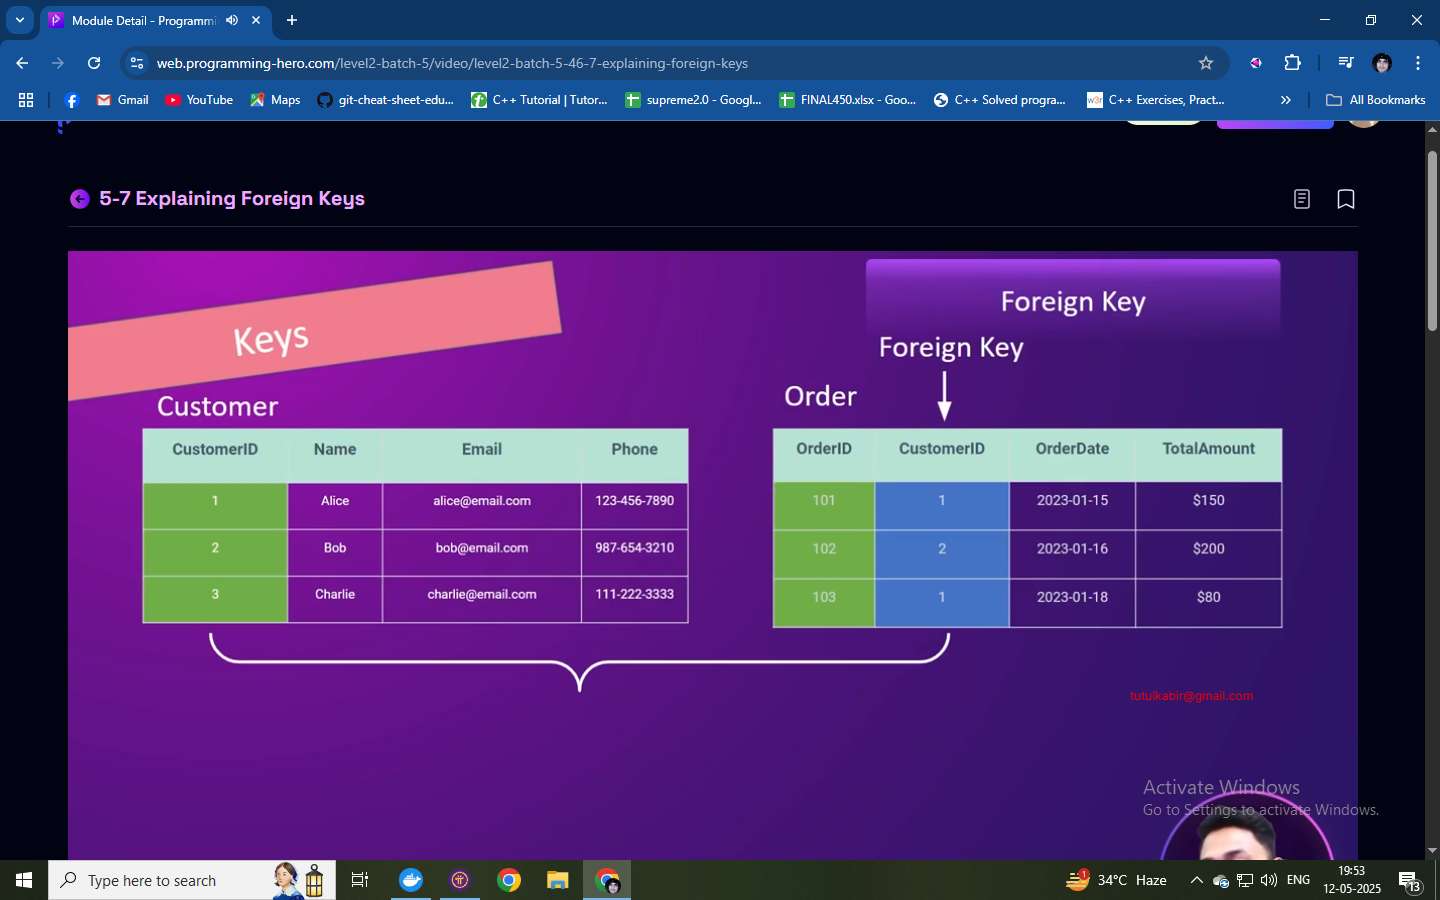 Module Detail - Programmi
web.programming-hero.com/level2-batch-5/video/level2-batch-5-46-7-explaining-foreign-keys
Gmail
YouTube
Maps
git-cheat-sheet-edu...
C++ Tutorial | Tutor...
supreme2.0 - Googl...
FINAL450.xlsx - Goo...
C++ Solved progra...
w3r
C++ Exercises, Pract...
All Bookmarks
5-7 Explaining Foreign Keys
Keys
Foreign Key
Foreign Key
Customer
Order
CustomerID Name Email Phone
1 Alice alice@email.com 123-456-7890
2 Bob bob@email.com 987-654-3210
3 Charlie charlie@email.com 111-222-3333
OrderID CustomerID OrderDate TotalAmount
101 1 2023-01-15 $150
102 2 2023-01-16 $200
103 1 2023-01-18 $80
tutulkabir@gmail.com
Activate Windows
Go to Settings to activate Windows.
Type here to search
1
34°C Haze
ENG
19:53
12-05-2025
13